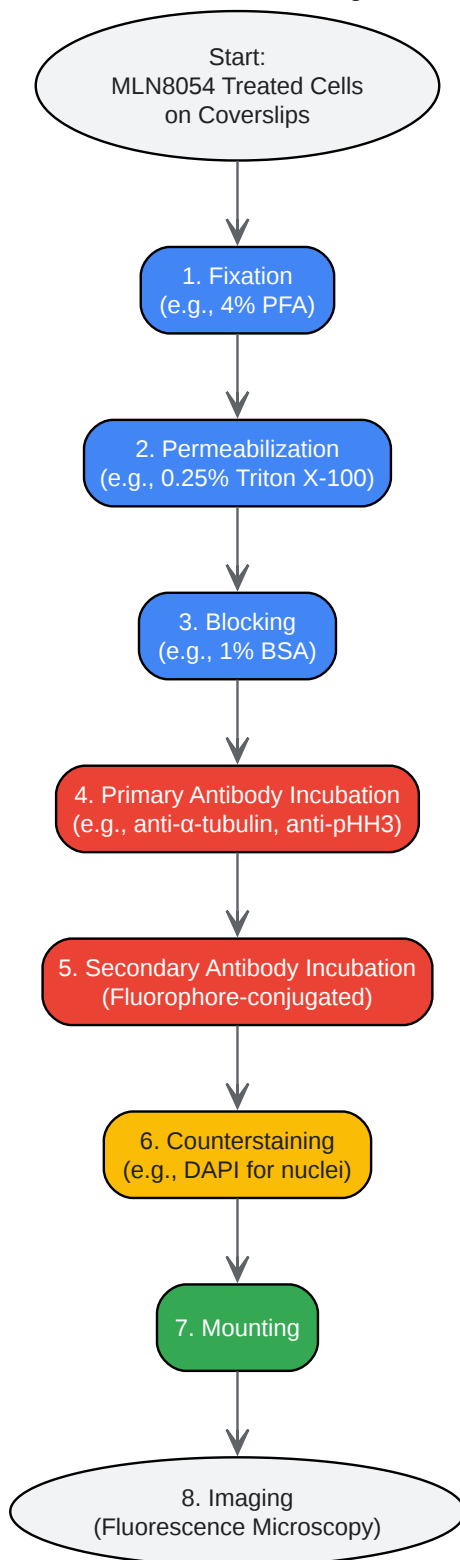 Start:
MLN8054 Treated Cells
on Coverslips
1. Fixation
(e.g., 4% PFA)
2. Permeabilization
(e.g., 0.25% Triton X-100)
3. Blocking
(e.g., 1% BSA)
4. Primary Antibody Incubation
(e.g., anti-α-tubulin, anti-pHH3)
5. Secondary Antibody Incubation
(Fluorophore-conjugated)
6. Counterstaining
(e.g., DAPI for nuclei)
7. Mounting
8. Imaging
(Fluorescence Microscopy)